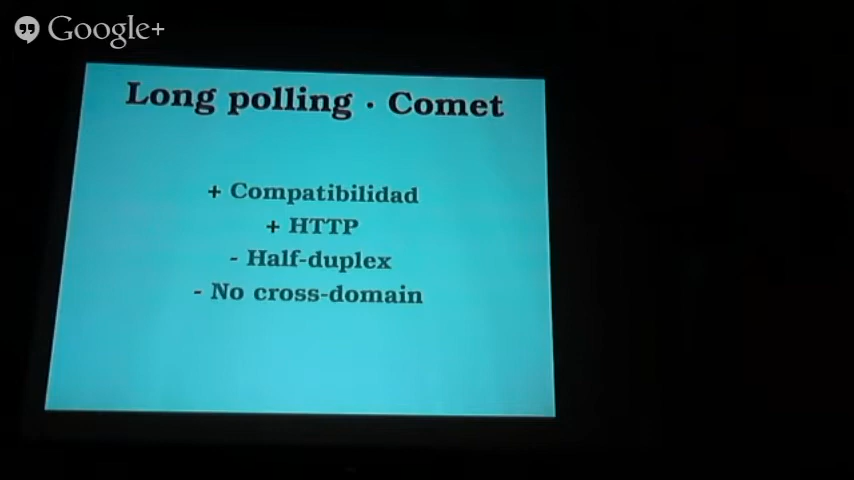 Google+
Long polling · Comet
+ Compatibilidad
+ HTTP
- Half-duplex
- No cross-domain